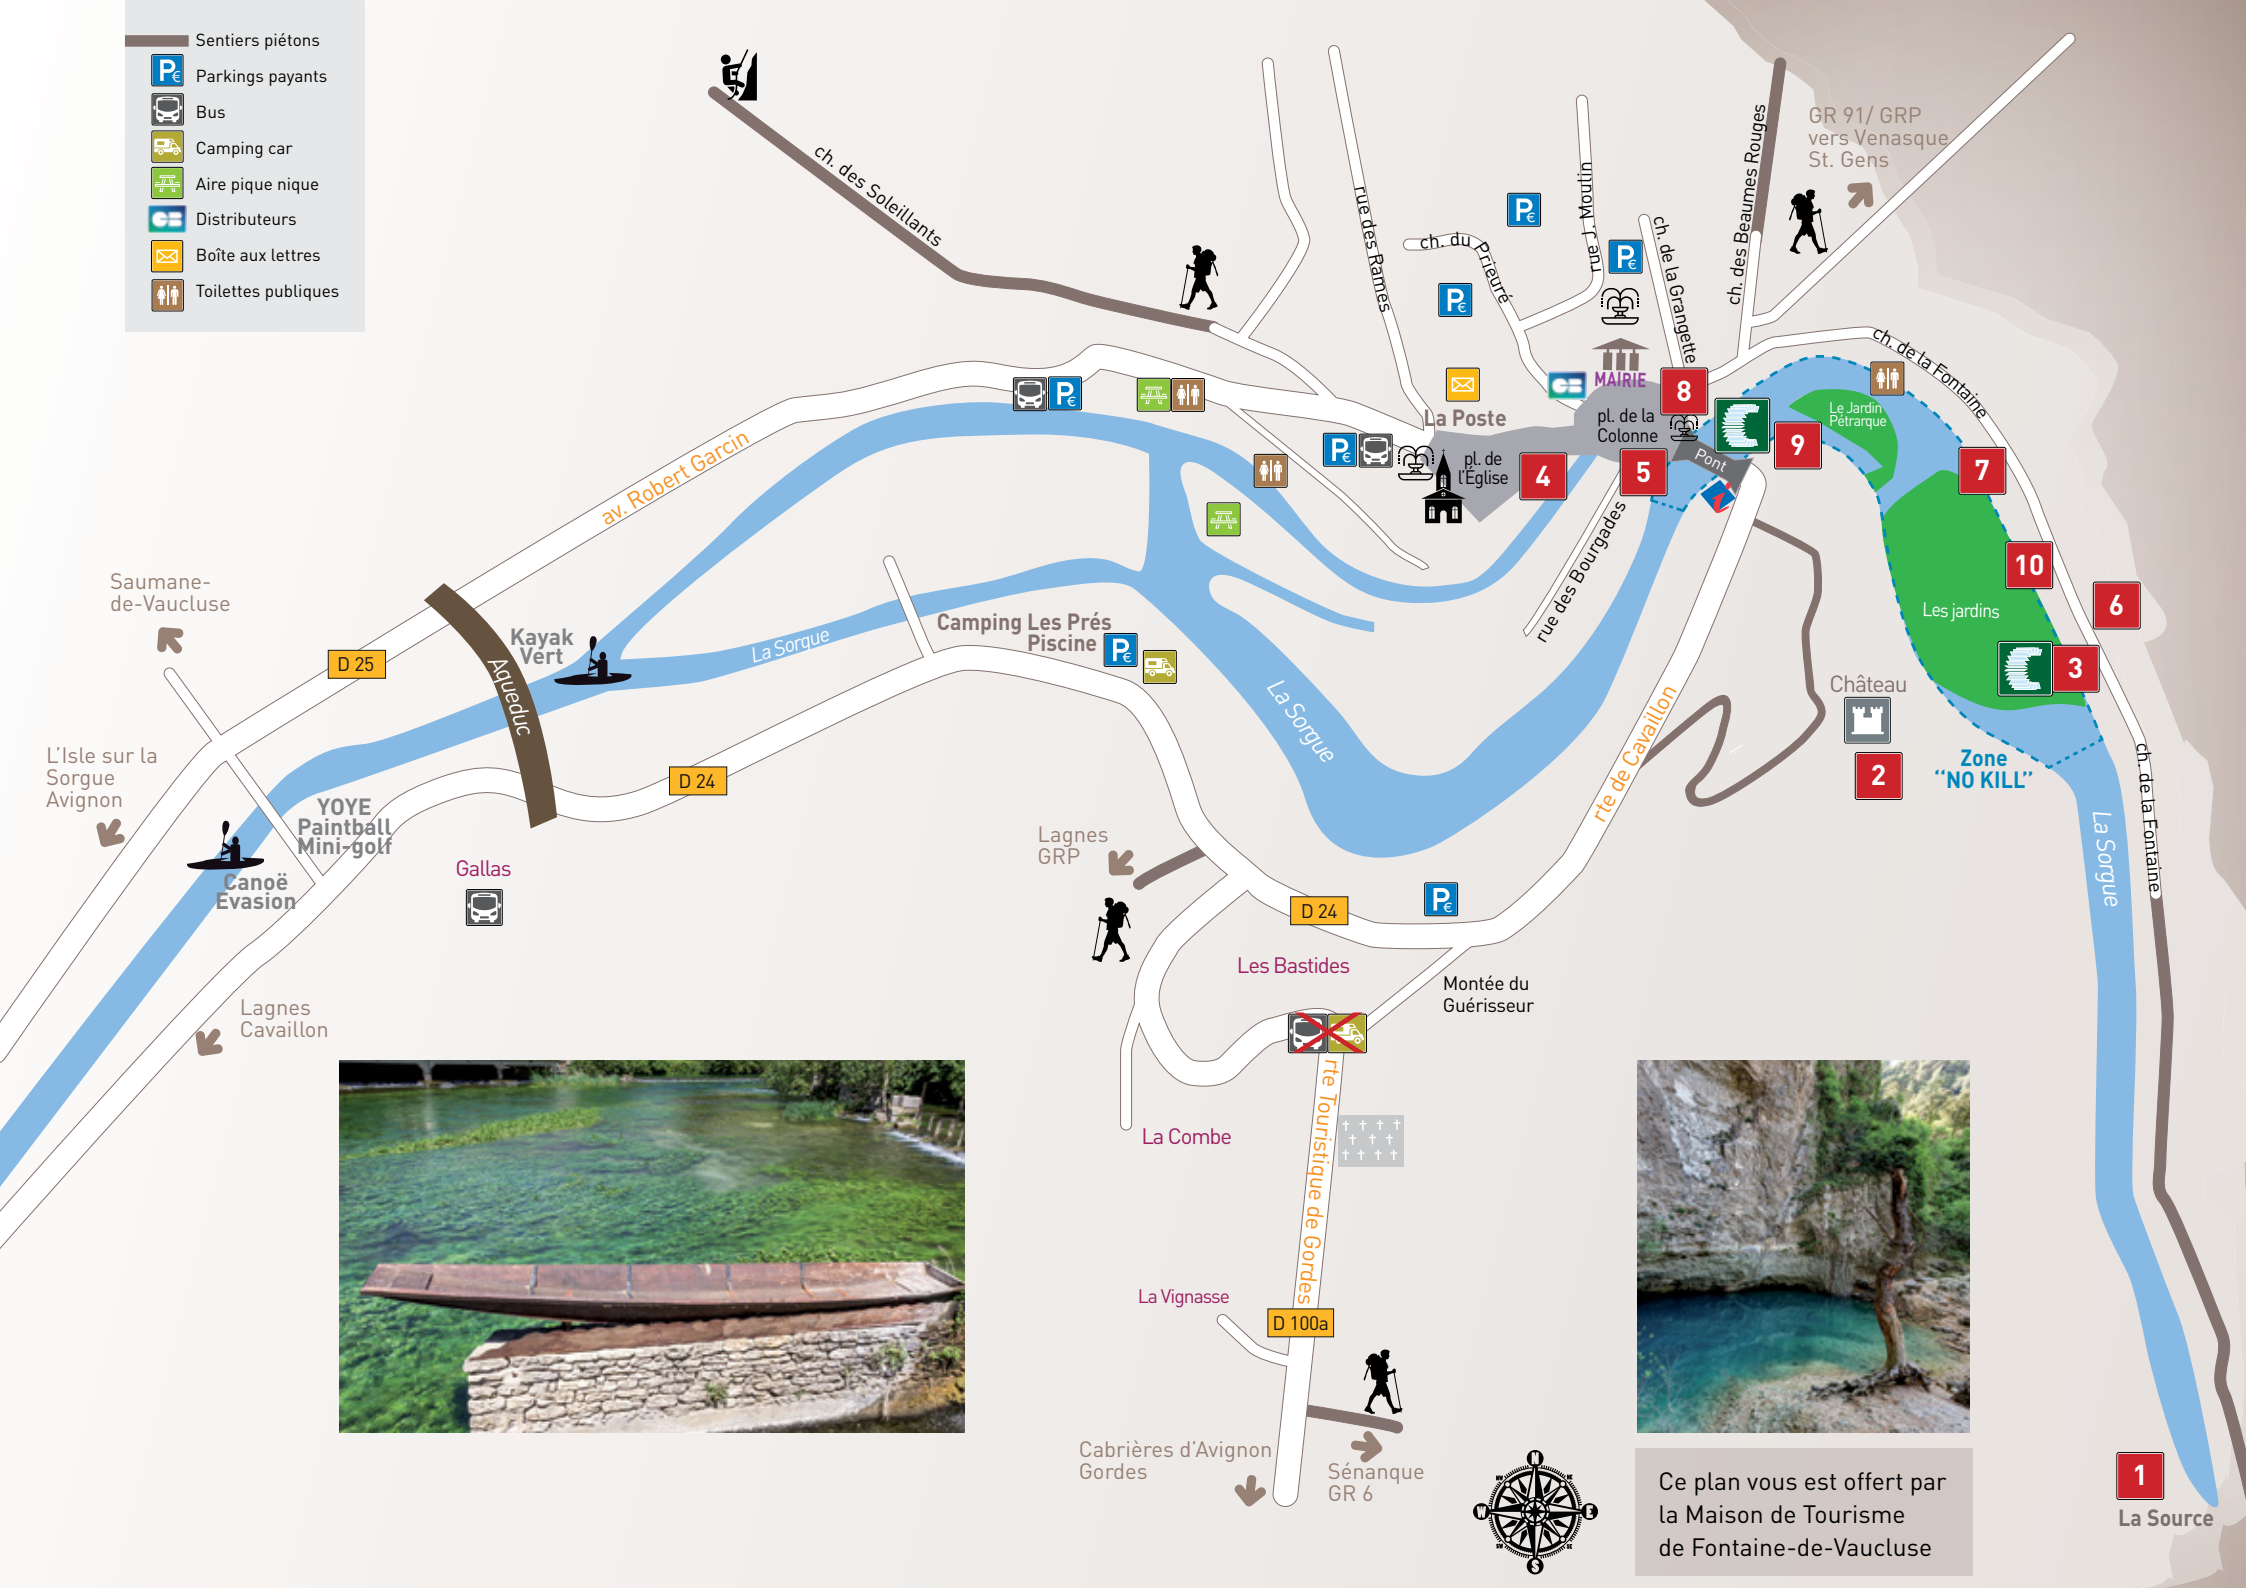 Sentiers piétons
P€ Parkings payants
Bus
Camping car
Aire pique nique
CB Distributeurs
Boîte aux lettres
Toilettes publiques
ch. des Soleillants
rue des Rames
ch. du Prieuré
rue J. Moulin
ch. de la Grangette
ch. des Beaumes Rouges
GR 91/ GRP
vers Venasque
St. Gens
P€
P€
P€
CB
MAIRIE
La Poste
8
pl. de la
Colonne
Pont
9
Le Jardin
Pétrarque
ch. de la Fontaine
7
P€
P€
pl. de
l'Église
4
5
i
av. Robert Garcin
rue des Bourgades
10
6
Les jardins
3
Saumane-
de-Vaucluse
D 25
Kayak
Vert
Aqueduc
La Sorgue
Camping Les Prés
Piscine
P€
La Sorgue
rte de Cavaillon
Château
2
Zone
“NO KILL”
ch. de la Fontaine
La Sorgue
L'Isle sur la
Sorgue
Avignon
YOYE
Paintball
Mini-golf
D 24
Canoë
Evasion
Gallas
Lagnes
GRP
D 24
P€
Les Bastides
Montée du
Guérisseur
Lagnes
Cavaillon
rte Touristique de Gordes
La Combe
La Vignasse
D 100a
Cabrières d'Avignon
Gordes
Sénanque
GR 6
N
NE
E
SE
S
SW
W
NW
Ce plan vous est offert par
la Maison de Tourisme
de Fontaine-de-Vaucluse
1
La Source